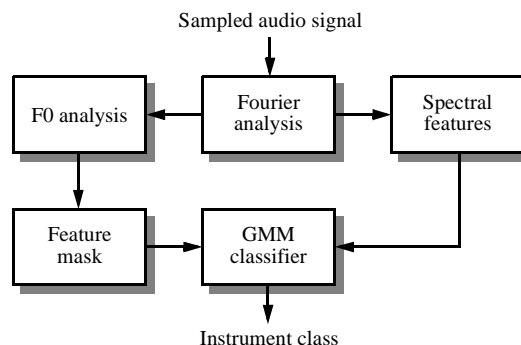 Sampled audio signal
F0 analysis
Fourier
analysis
Spectral
features
Feature
mask
GMM
classifier
Instrument class